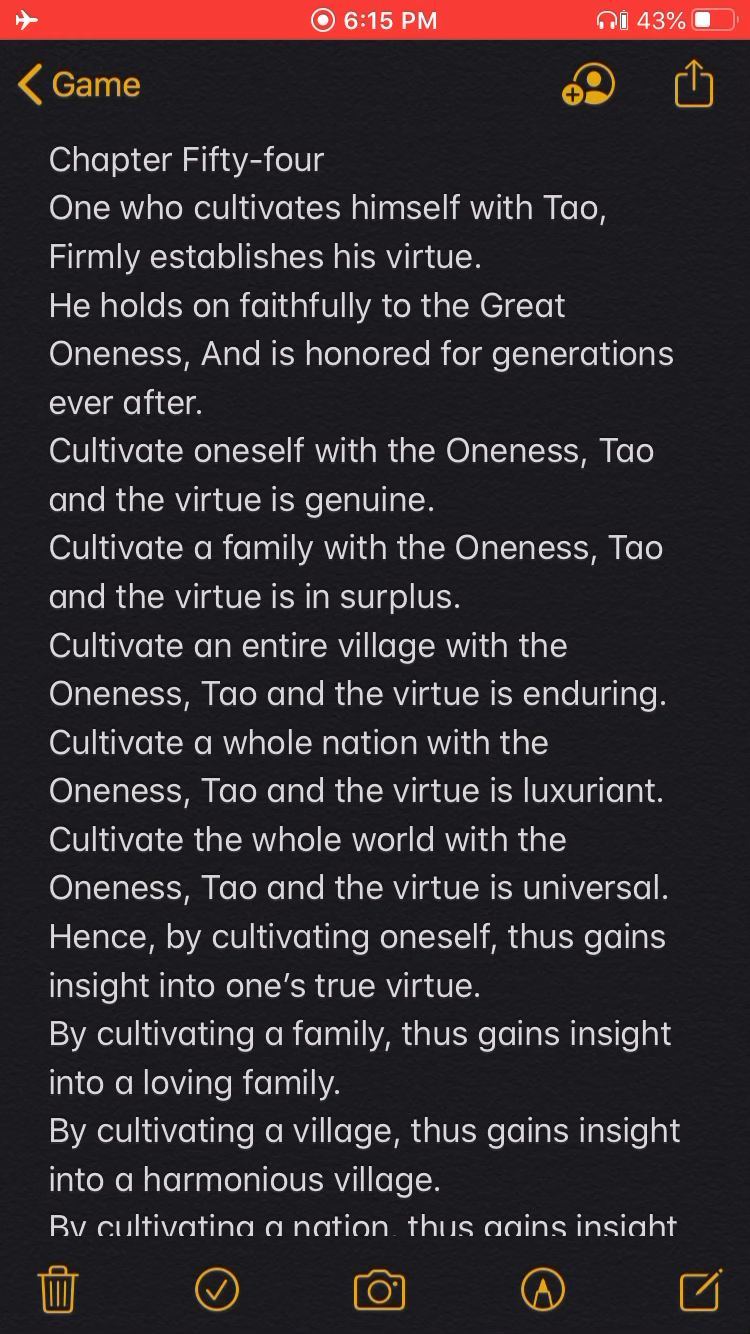 6:15 PM
43%
Game
Chapter Fifty-four
One who cultivates himself with Tao,
Firmly establishes his virtue.
He holds on faithfully to the Great
Oneness, And is honored for generations
ever after.
Cultivate oneself with the Oneness, Tao
and the virtue is genuine.
Cultivate a family with the Oneness, Tao
and the virtue is in surplus.
Cultivate an entire village with the
Oneness, Tao and the virtue is enduring.
Cultivate a whole nation with the
Oneness, Tao and the virtue is luxuriant.
Cultivate the whole world with the
Oneness, Tao and the virtue is universal.
Hence, by cultivating oneself, thus gains
insight into one’s true virtue.
By cultivating a family, thus gains insight
into a loving family.
By cultivating a village, thus gains insight
into a harmonious village.
By cultivating a nation, thus gains insight